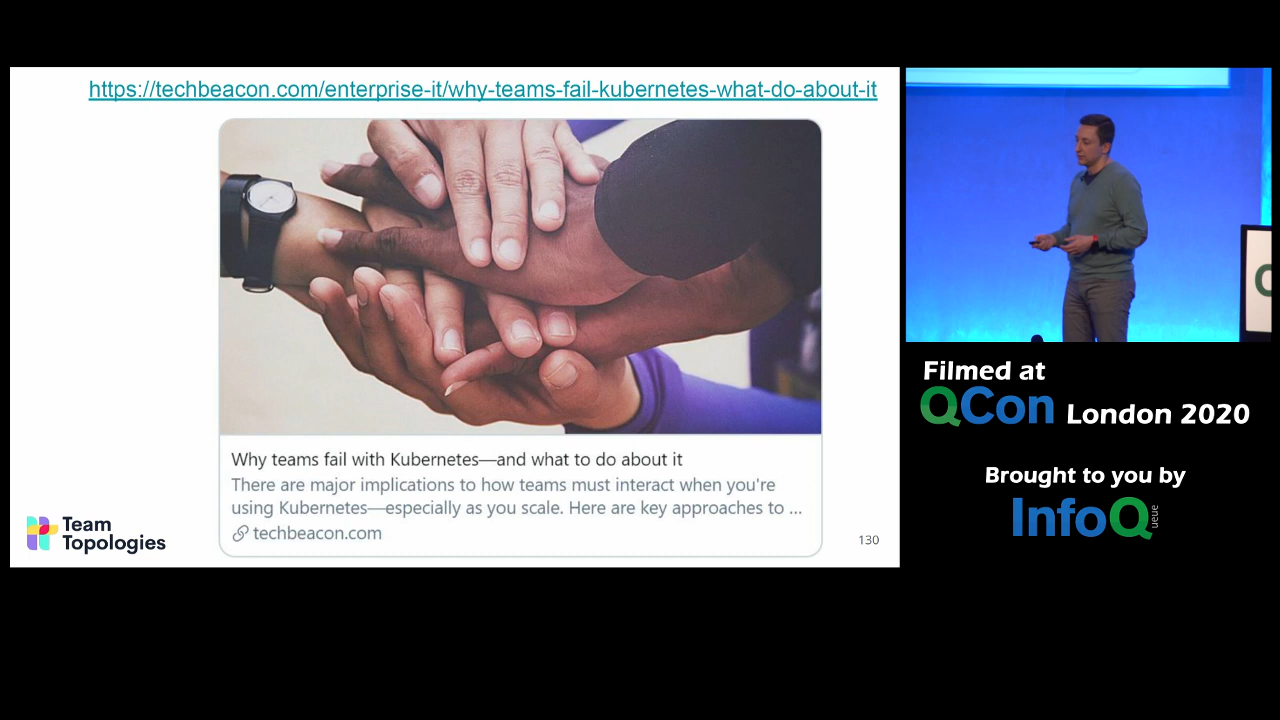 https://techbeacon.com/enterprise-it/why-teams-fail-kubernetes-what-do-about-it
Why teams fail with Kubernetes—and what to do about it
There are major implications to how teams must interact when you're
using Kubernetes—especially as you scale. Here are key approaches to ...
techbeacon.com
Team
Topologies
130
Filmed at
QCon London 2020
Brought to you by
InfoQ